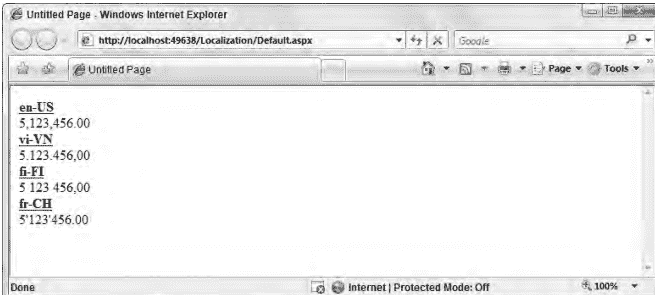 Untitled Page - Windows Internet Explorer
http://localhost:49638/Localization/Default.aspx
Google
Untitled Page
Page
Tools
en-US
5,123,456.00
vi-VN
5.123.456,00
fi-FI
5 123 456,00
fr-CH
5'123'456.00
Done
Internet | Protected Mode: Off
100%